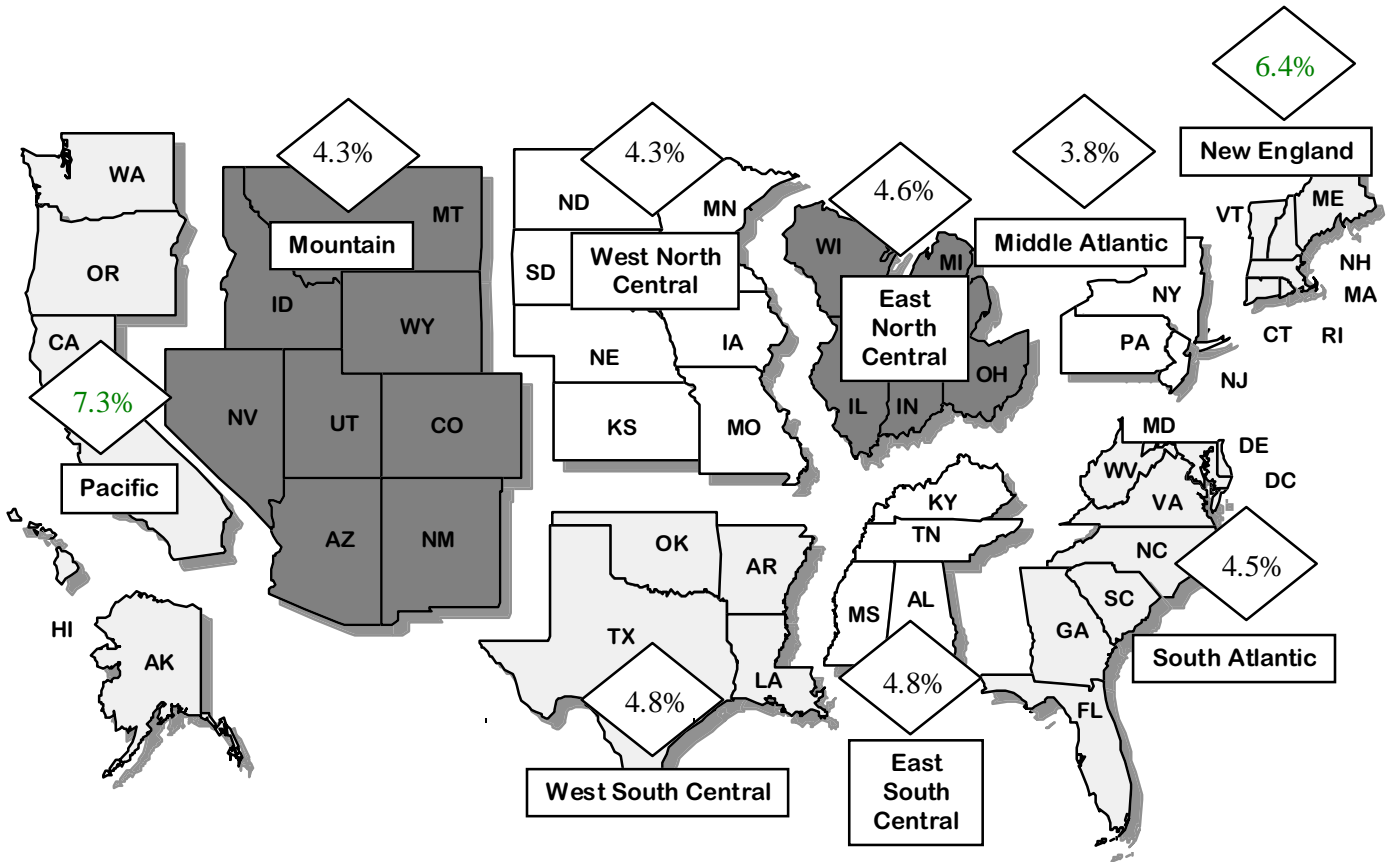 6.4%
New England
4.3%
4.3%
3.8%
4.6%
WA
MT
ND
MN
VT
ME
Mountain
West North
Central
WI
Middle Atlantic
MI
OR
SD
NH
MA
ID
East
North
Central
NY
WY
CA
NE
IA
PA
CT
RI
7.3%
NV
UT
CO
KS
MO
IL
IN
OH
NJ
Pacific
MD
DE
DC
WV
VA
KY
TN
AZ
NM
OK
AR
NC
4.5%
HI
AK
TX
MS
AL
SC
GA
South Atlantic
4.8%
LA
4.8%
FL
West South Central
East
South
Central